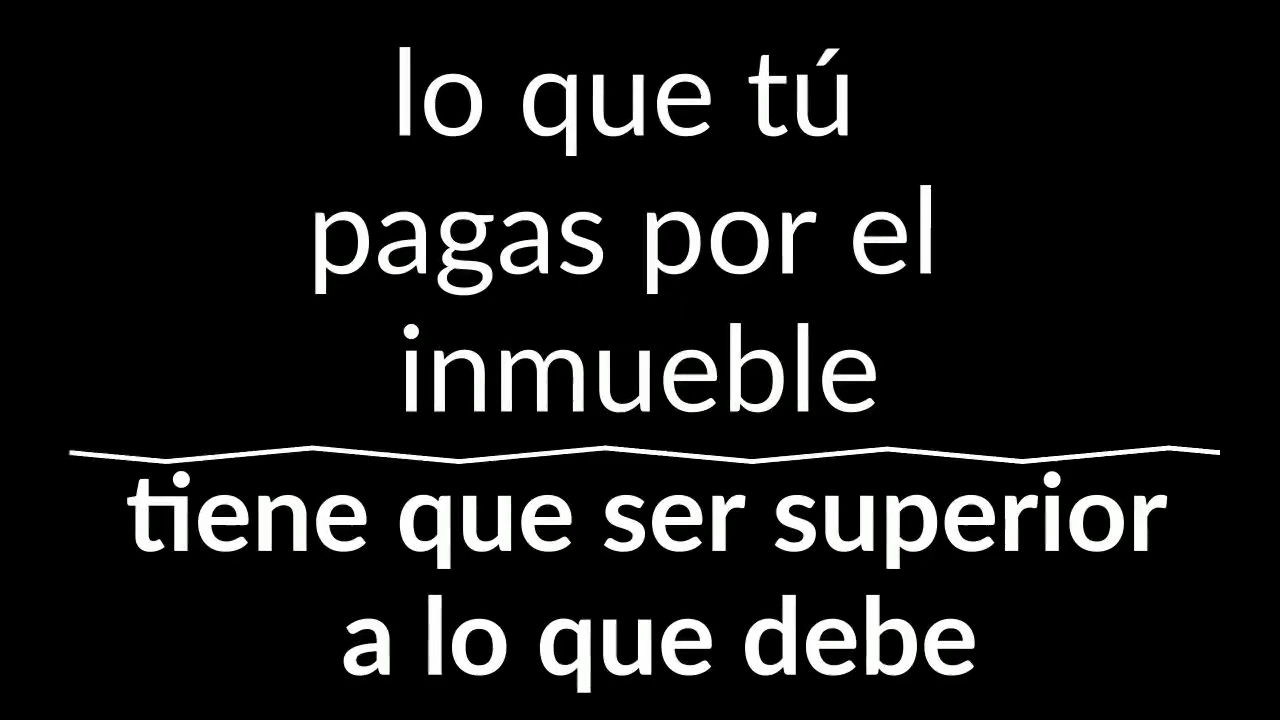 lo que tú
pagas por el
inmueble
tiene que ser superior
a lo que debe